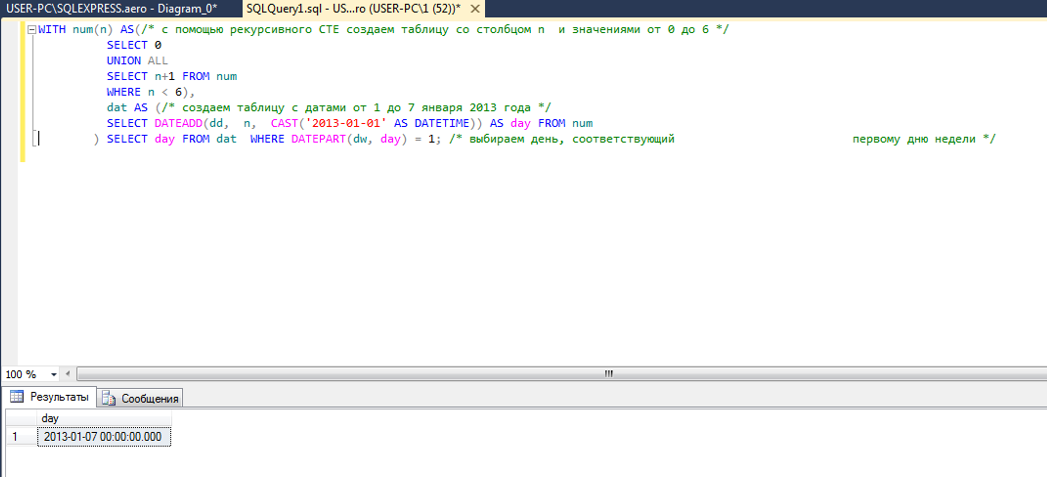 USER-PC\SQLEXPRESS.aero - Diagram_0* SQLQuery1.sql - US...ro (USER-PC\1 (52))*
WITH num(n) AS(/* с помощью рекурсивного CTE создаем таблицу со столбцом n и значениями от 0 до 6 */
SELECT 0
UNION ALL
SELECT n+1 FROM num
WHERE n < 6),
dat AS (/* создаем таблицу с датами от 1 до 7 января 2013 года */
SELECT DATEADD(dd, n, CAST('2013-01-01' AS DATETIME)) AS day FROM num
) SELECT day FROM dat WHERE DATEPART(dw, day) = 1; /* выбираем день, соответствующий первому дню недели */
100 %
Результаты Сообщения
day
1 2013-01-07 00:00:00.000